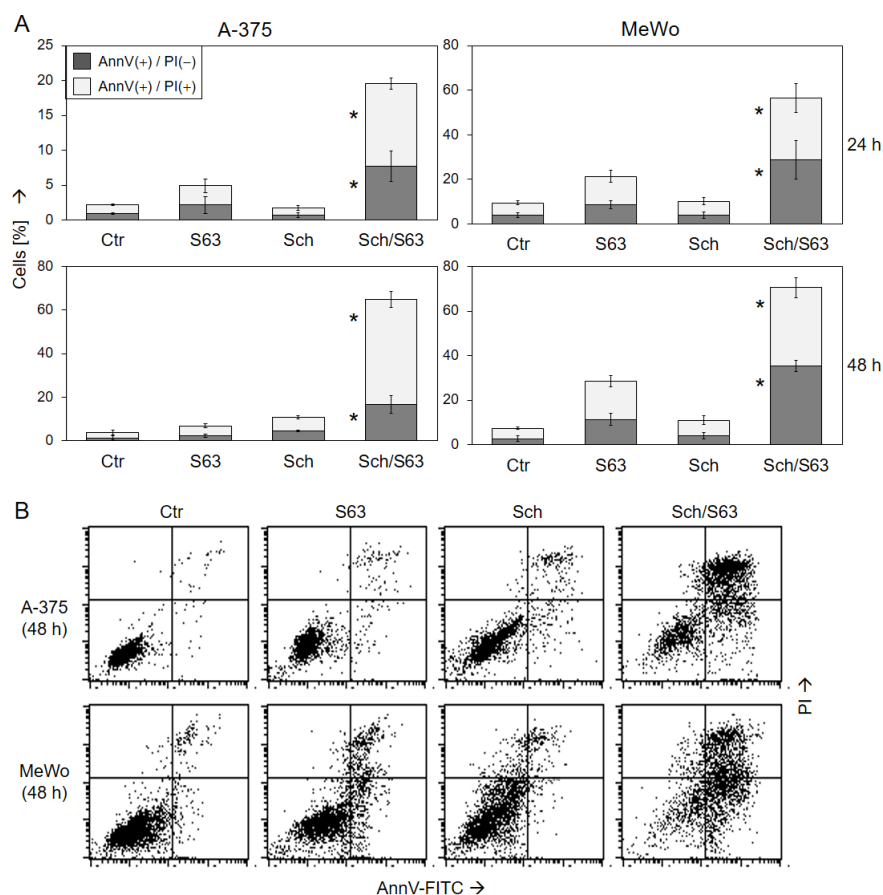 A
A-375
MeWo
AnnV(+) / PI(−)
AnnV(+) / PI(+)
25
20
15
10
5
0
*
*
Ctr
S63
Sch
Sch/S63
80
60
40
20
0
*
*
Ctr
S63
Sch
Sch/S63
24 h
Cells [%] →
80
60
40
20
0
*
*
Ctr
S63
Sch
Sch/S63
80
60
40
20
0
*
*
Ctr
S63
Sch
Sch/S63
48 h
B
Ctr
S63
Sch
Sch/S63
A-375
(48 h)
MeWo
(48 h)
PI →
AnnV-FITC →